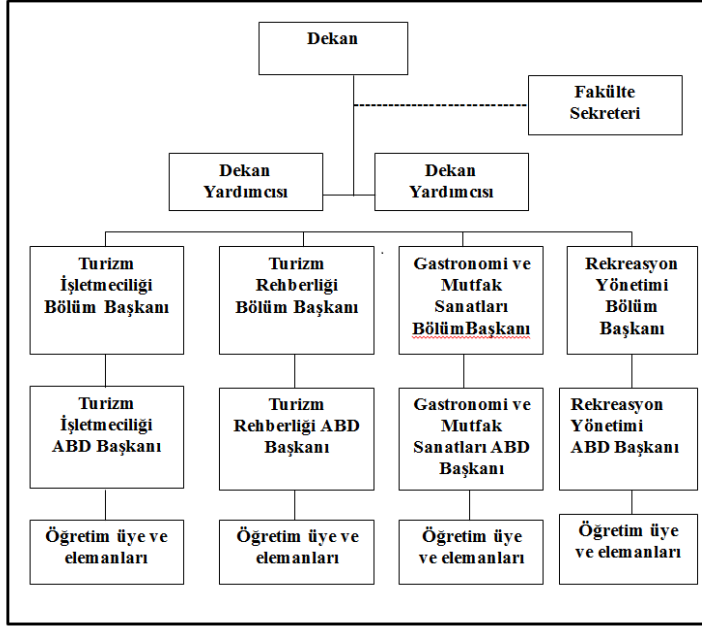 Dekan
Fakülte
Sekreteri
Dekan
Yardımcısı
Dekan
Yardımcısı
Turizm
İşletmeciliği
Bölüm Başkanı
Turizm
Rehberliği
Bölüm Başkanı
Gastronomi ve
Mutfak
Sanatları
BölümBaşkanı
Rekreasyon
Yönetimi
Bölüm
Başkanı
Turizm
İşletmeciliği
ABD Başkanı
Turizm
Rehberliği ABD
Başkanı
Gastronomi ve
Mutfak
Sanatları ABD
Başkanı
Rekreasyon
Yönetimi
ABD Başkanı
Öğretim üye ve
elemanları
Öğretim üye ve
elemanları
Öğretim üye
ve elemanları
Öğretim üye
ve elemanları